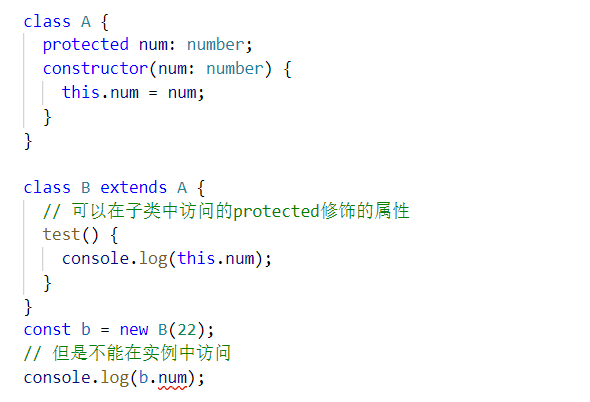 class A {
  protected num: number;
  constructor(num: number) {
    this.num = num;
  }
}

class B extends A {
  // 可以在子类中访问的protected修饰的属性
  test() {
    console.log(this.num);
  }
}
const b = new B(22);
// 但是不能在实例中访问
console.log(b.num);